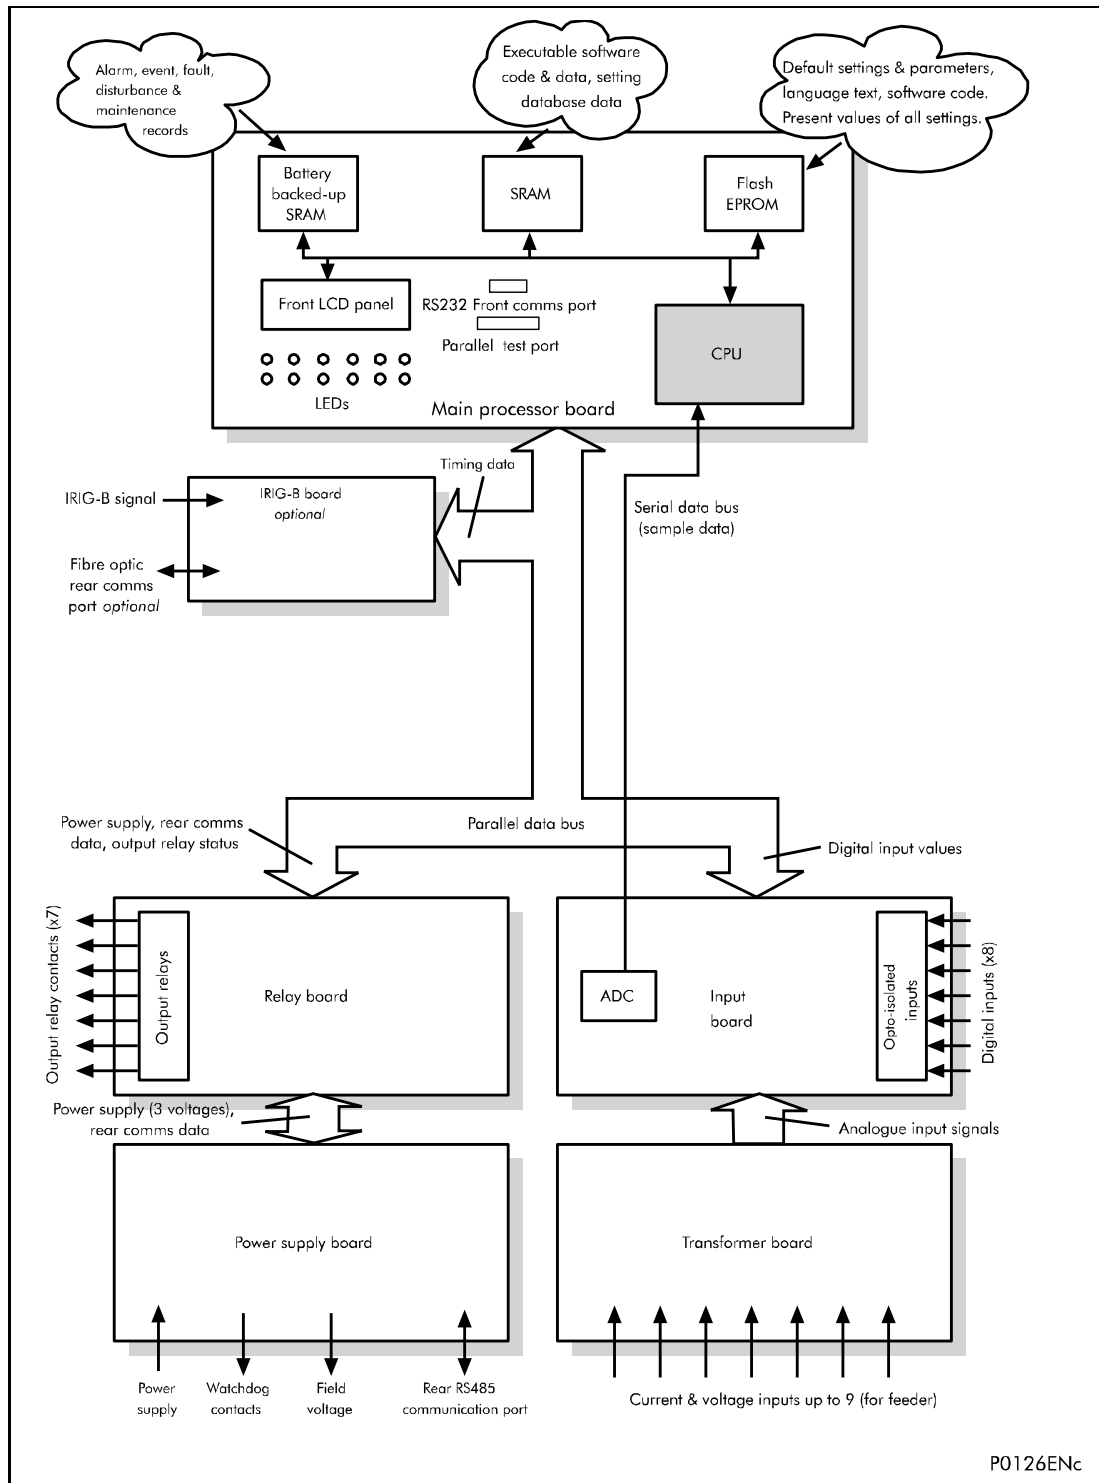 Alarm, event, fault,
disturbance &
maintenance
records
Executable software
code & data, setting
database data
Default settings & parameters,
language text, software code.
Present values of all settings.
Battery
backed-up
SRAM
SRAM
Flash
EPROM
Front LCD panel
RS232 Front comms port
Parallel test port
CPU
LEDs
Main processor board
Timing data
IRIG-B signal
IRIG-B board
optional
Fibre optic
rear comms
port optional
Serial data bus
(sample data)
Power supply, rear comms
data, output relay status
Parallel data bus
Digital input values
Output relay contacts (x7)
Output relays
Relay board
ADC
Input
board
Opto-isolated
inputs
Digital inputs (x8)
Power supply (3 voltages),
rear comms data
Analogue input signals
Power supply board
Transformer board
Power
supply
Watchdog
contacts
Field
voltage
Rear RS485
communication port
Current & voltage inputs up to 9 (for feeder)
P0126ENc